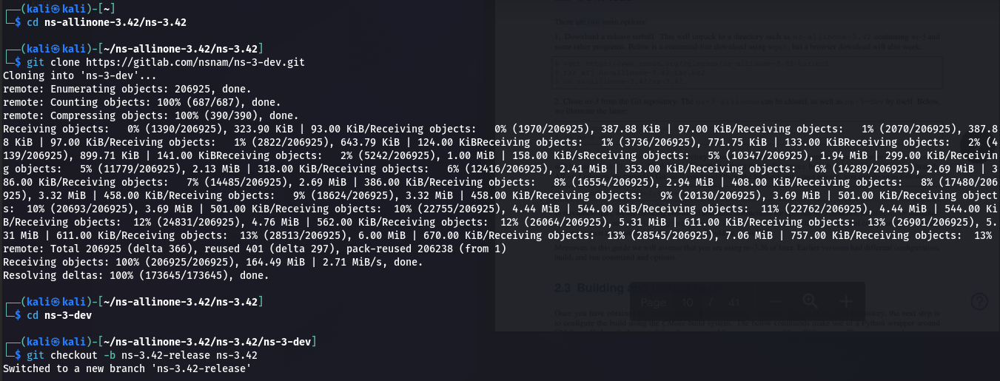 ┌──(kali㉿kali)-[~]
└─$ cd ns-allinone-3.42/ns-3.42
┌──(kali㉿kali)-[~/ns-allinone-3.42/ns-3.42]
└─$ git clone https://gitlab.com/nsnam/ns-3-dev.git
Cloning into 'ns-3-dev'...
remote: Enumerating objects: 206925, done.
remote: Counting objects: 100% (687/687), done.
remote: Compressing objects: 100% (390/390), done.
Receiving objects:   0% (1390/206925), 323.90 KiB | 93.00 KiB/Receiving objects:   0% (1970/206925), 387.88 KiB | 97.00 KiB/Receiving objects:   1% (2070/206925), 387.8
8 KiB | 97.00 KiB/Receiving objects:   1% (2822/206925), 643.79 KiB | 124.00 KiBReceiving objects:   1% (3736/206925), 771.75 KiB | 133.00 KiBReceiving objects:   2% (4
139/206925), 899.71 KiB | 141.00 KiBReceiving objects:   2% (5242/206925), 1.00 MiB | 158.00 KiB/sReceiving objects:   5% (10347/206925), 1.94 MiB | 299.00 KiB/Receivin
g objects:   5% (11779/206925), 2.13 MiB | 318.00 KiB/Receiving objects:   6% (12416/206925), 2.41 MiB | 353.00 KiB/Receiving objects:   6% (14289/206925), 2.69 MiB | 3
86.00 KiB/Receiving objects:   7% (14485/206925), 2.69 MiB | 386.00 KiB/Receiving objects:   8% (16554/206925), 2.94 MiB | 408.00 KiB/Receiving objects:   8% (17480/206
925), 3.32 MiB | 458.00 KiB/Receiving objects:   9% (18624/206925), 3.32 MiB | 458.00 KiB/Receiving objects:   9% (20130/206925), 3.69 MiB | 501.00 KiB/Receiving object
s:  10% (20693/206925), 3.69 MiB | 501.00 KiB/Receiving objects:  10% (22755/206925), 4.44 MiB | 544.00 KiB/Receiving objects:  11% (22762/206925), 4.44 MiB | 544.00 Ki
B/Receiving objects:  12% (24831/206925), 4.76 MiB | 562.00 KiB/Receiving objects:  12% (26064/206925), 5.31 MiB | 611.00 KiB/Receiving objects:  13% (26901/206925), 5.
31 MiB | 611.00 KiB/Receiving objects:  13% (28513/206925), 6.00 MiB | 670.00 KiB/Receiving objects:  13% (28545/206925), 7.06 MiB | 757.00 KiB/Receiving objects:  13%
remote: Total 206925 (delta 366), reused 401 (delta 297), pack-reused 206238 (from 1)
Receiving objects: 100% (206925/206925), 164.49 MiB | 2.71 MiB/s, done.
Resolving deltas: 100% (173645/173645), done.
┌──(kali㉿kali)-[~/ns-allinone-3.42/ns-3.42]
└─$ cd ns-3-dev
┌──(kali㉿kali)-[~/ns-allinone-3.42/ns-3.42/ns-3-dev]
└─$ git checkout -b ns-3.42-release ns-3.42
Switched to a new branch 'ns-3.42-release'
There are two main options:
2.3 Building
Page 10 / 41